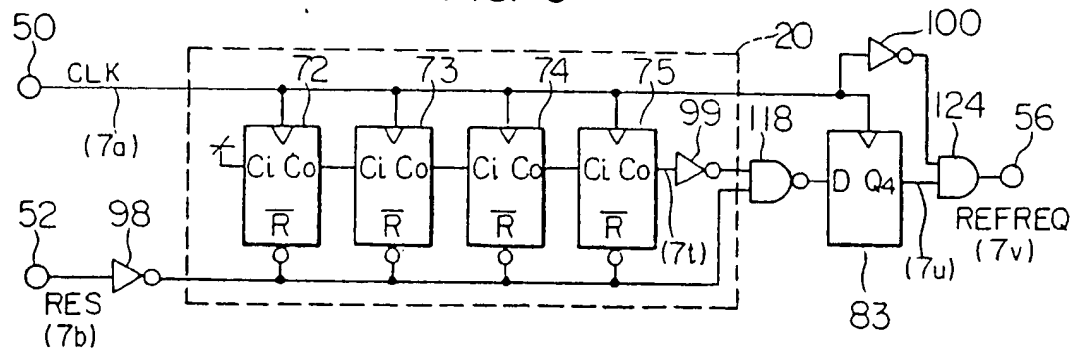 50
CLK
(7a)
72
73
74
75
20
99
118
100
124
56
Ci Co
Ci Co
Ci Co
Ci Co
R̅
R̅
R̅
R̅
(7t)
D Q4
(7u)
REFREQ
(7v)
83
52
98
RES
(7b)